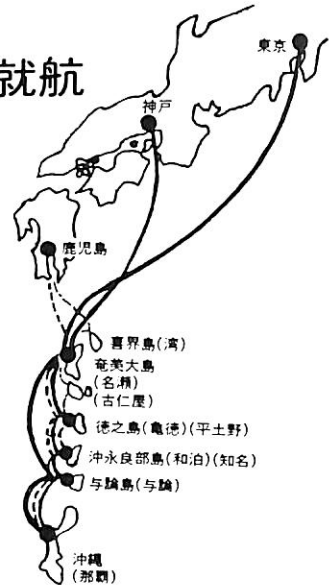 就航
東京
神戸
鹿児島
喜界島(湾)
奄美大島
(名瀬)
(古仁屋)
徳之島(亀徳)(平土野)
沖永良部島(和泊)(知名)
与論島(与論)
沖縄
(那覇)